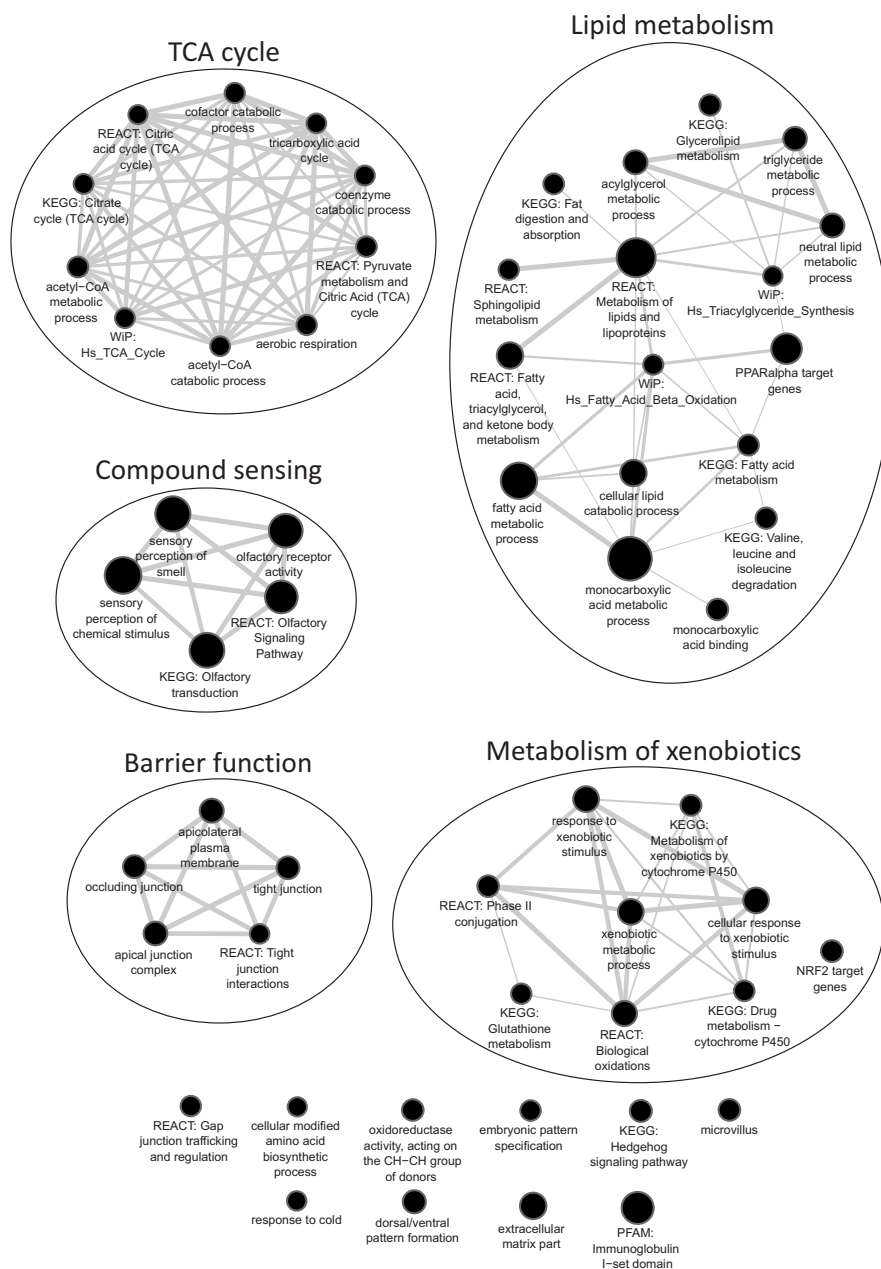 TCA cycle
cofactor catabolic
process
REACT: Citric
acid cycle (TCA
cycle)
tricarboxylic acid
cycle
KEGG: Citrate
cycle (TCA cycle)
coenzyme
catabolic process
acetyl−CoA
metabolic
process
REACT: Pyruvate
metabolism and
Citric Acid (TCA)
cycle
WiP:
Hs_TCA_Cycle
aerobic respiration
acetyl−CoA
catabolic process
Lipid metabolism
KEGG:
Glycerolipid
metabolism
triglyceride
metabolic process
acylglycerol
metabolic
process
KEGG: Fat
digestion and
absorption
neutral lipid
metabolic process
REACT:
Sphingolipid
metabolism
REACT:
Metabolism of
lipids and
lipoproteins
WiP:
Hs_Triacylglyceride_Synthesis
REACT: Fatty
acid,
triacylglycerol,
and ketone body
metabolism
WiP:
Hs_Fatty_Acid_Beta_Oxidation
PPARalpha target
genes
KEGG: Fatty acid
metabolism
fatty acid
metabolic
process
cellular lipid
catabolic process
KEGG: Valine,
leucine and
isoleucine
degradation
monocarboxylic
acid metabolic
process
monocarboxylic
acid binding
Compound sensing
sensory
perception of
smell
olfactory receptor
activity
sensory
perception of
chemical stimulus
REACT: Olfactory
Signaling
Pathway
KEGG: Olfactory
transduction
Barrier function
apicolateral
plasma
membrane
occluding junction
tight junction
apical junction
complex
REACT: Tight
junction
interactions
Metabolism of xenobiotics
response to
xenobiotic
stimulus
KEGG:
Metabolism of
xenobiotics by
cytochrome P450
REACT: Phase II
conjugation
xenobiotic
metabolic
process
cellular response
to xenobiotic
stimulus
NRF2 target
genes
KEGG:
Glutathione
metabolism
REACT:
Biological
oxidations
KEGG: Drug
metabolism −
cytochrome P450
REACT: Gap
junction trafficking
and regulation
cellular modified
amino acid
biosynthetic
process
oxidoreductase
activity, acting on
the CH−CH group
of donors
embryonic pattern
specification
KEGG:
Hedgehog
signaling pathway
microvillus
response to cold
dorsal/ventral
pattern formation
extracellular
matrix part
PFAM:
Immunoglobulin
I−set domain